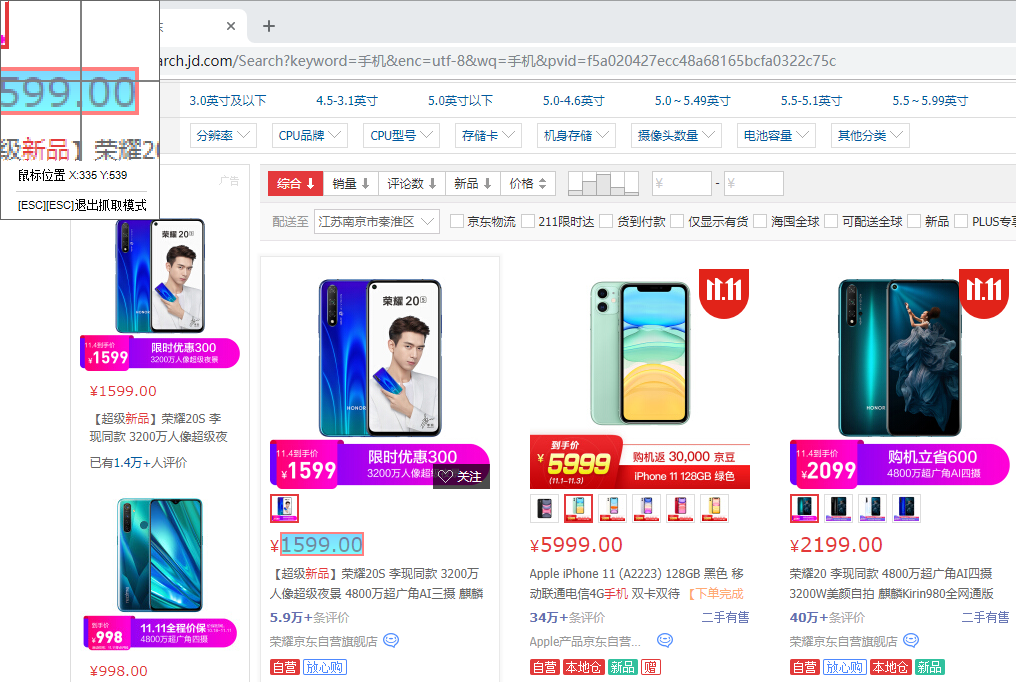 arch.jd.com/Search?keyword=手机&enc=utf-8&wq=手机&pvid=f5a020427ecc48a68165bcfa0322c75c
599.00
级新品】荣耀20
鼠标位置 X:335 Y:539
[ESC][ESC]退出抓取模式
3.0英寸及以下 4.5-3.1英寸 5.0英寸以下 5.0-4.6英寸 5.0～5.49英寸 5.5-5.1英寸 5.5～5.99英寸
分辨率 CPU品牌 CPU型号 存储卡 机身存储 摄像头数量 电池容量 其他分类
广告
综合 销量 评论数 新品 价格 ¥ - ¥
配送至 江苏南京市秦淮区 京东物流 211限时达 货到付款 仅显示有货 海囤全球 可配送全球 新品 PLUS专享
荣耀20S
HONOR
11.4到手价
¥1599
限时优惠300
3200万人像超级夜景
¥1599.00
【超级新品】荣耀20S 李
现同款 3200万人像超级夜
已有1.4万+人评价
到手价
¥998
11.11全程价保
4800万超广角四摄
¥998.00
荣耀20S
HONOR
11.4到手价
¥1599
限时优惠300
3200万人像超级
关注
¥1599.00
【超级新品】荣耀20S 李现同款 3200万
人像超级夜景 4800万超广角AI三摄 麒麟
5.9万+条评价
荣耀京东自营旗舰店
自营 放心购
11.11
到手价
¥5999
(11.1–11.3)
购机返 30,000 京豆
iPhone 11 128GB 绿色
¥5999.00
Apple iPhone 11 (A2223) 128GB 黑色 移
动联通电信4G手机 双卡双待 【下单完成
34万+条评价 二手有售
Apple产品京东自营...
自营 本地仓 新品 赠
11.11
HONOR
11.4到手价
¥2099
购机立省600
4800万超广角AI四摄
¥2199.00
荣耀20 李现同款 4800万超广角AI四摄
3200W美颜自拍 麒麟Kirin980全网通版
40万+条评价 二手有售
荣耀京东自营旗舰店
自营 放心购 本地仓 新品